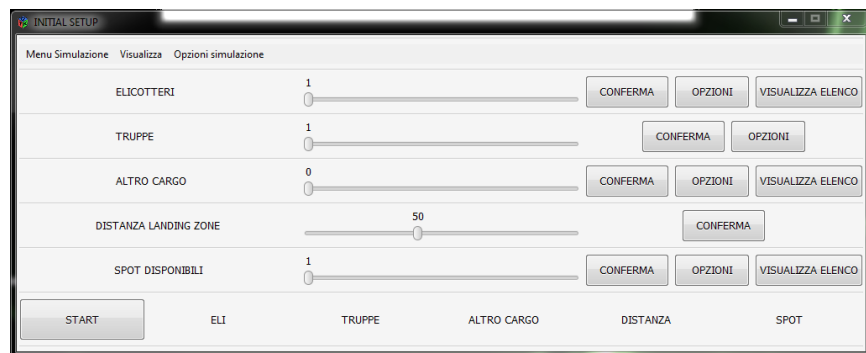 INITIAL SETUP
Menu Simulazione Visualizza Opzioni simulazione
ELICOTTERI 1 CONFERMA OPZIONI VISUALIZZA ELENCO
TRUPPE 1 CONFERMA OPZIONI
ALTRO CARGO 0 CONFERMA OPZIONI VISUALIZZA ELENCO
DISTANZA LANDING ZONE 50 CONFERMA
SPOT DISPONIBILI 1 CONFERMA OPZIONI VISUALIZZA ELENCO
START ELI TRUPPE ALTRO CARGO DISTANZA SPOT